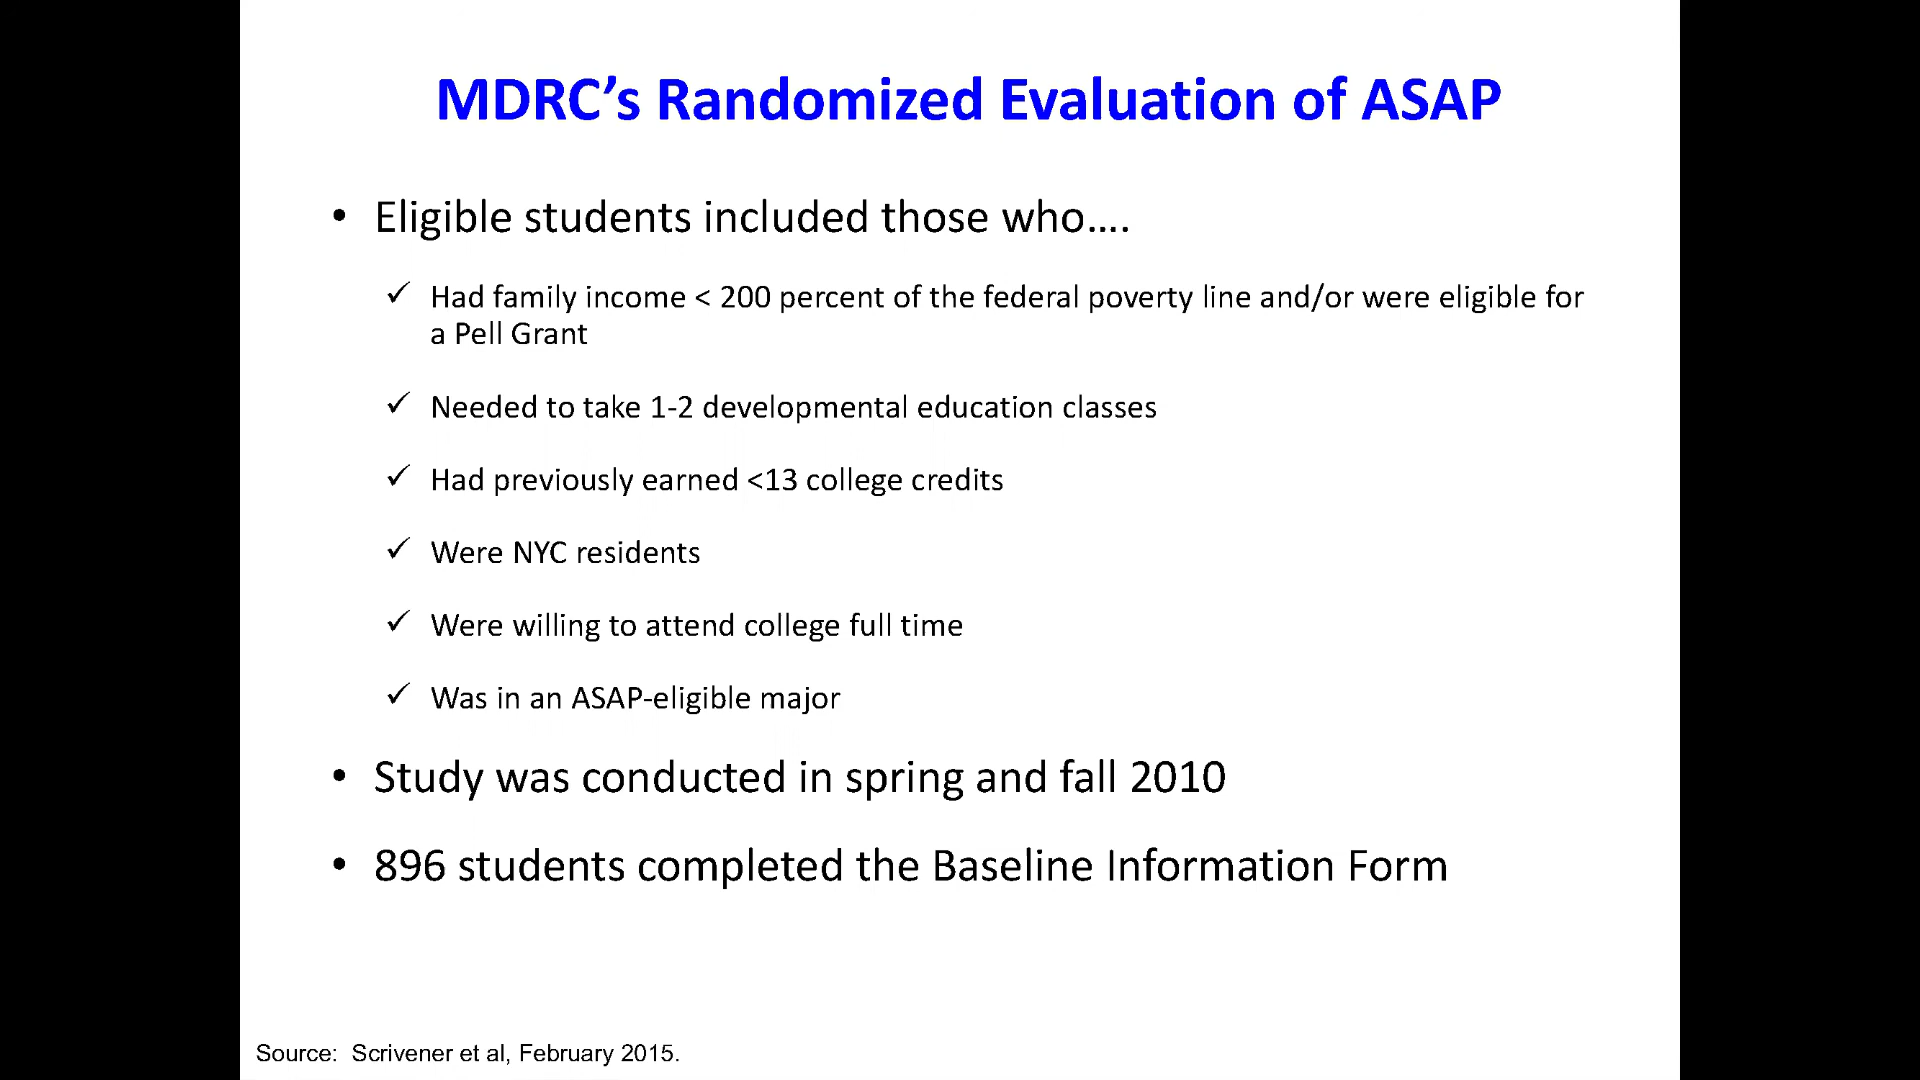 MDRC’s Randomized Evaluation of ASAP
• Eligible students included those who….
✓ Had family income < 200 percent of the federal poverty line and/or were eligible for
a Pell Grant
✓ Needed to take 1-2 developmental education classes
✓ Had previously earned <13 college credits
✓ Were NYC residents
✓ Were willing to attend college full time
✓ Was in an ASAP-eligible major
• Study was conducted in spring and fall 2010
• 896 students completed the Baseline Information Form
Source:  Scrivener et al, February 2015.